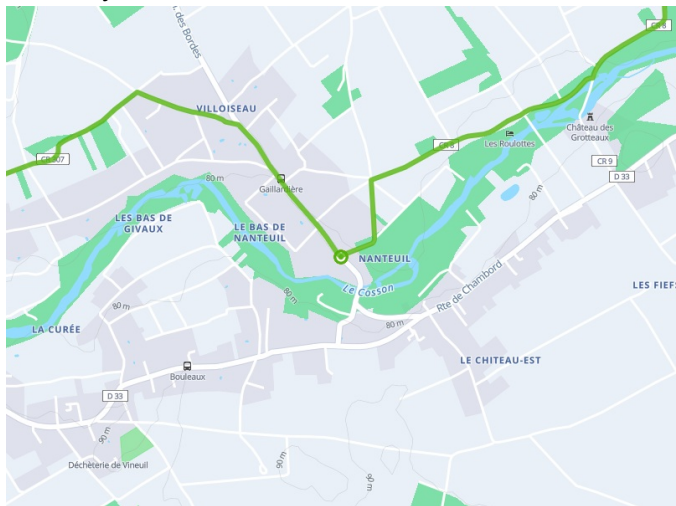 t des Bordes
CR 8
VILLOISEAU
Château des
Grotteaux
Les Roulottes
CR 8
CR 9
D 33
80 m
Gaillardière
80 m
LES BAS DE
GIVAUX
LE BAS DE
NANTEUIL
NANTEUIL
Le Cosson
Rte de Chambord
LES FIEF
80 m
80 m
80 m
LA CURÉE
LE CHITEAU-EST
Bouleaux
D 33
90 m
90 m
90 m
Déchèterie de Vineuil